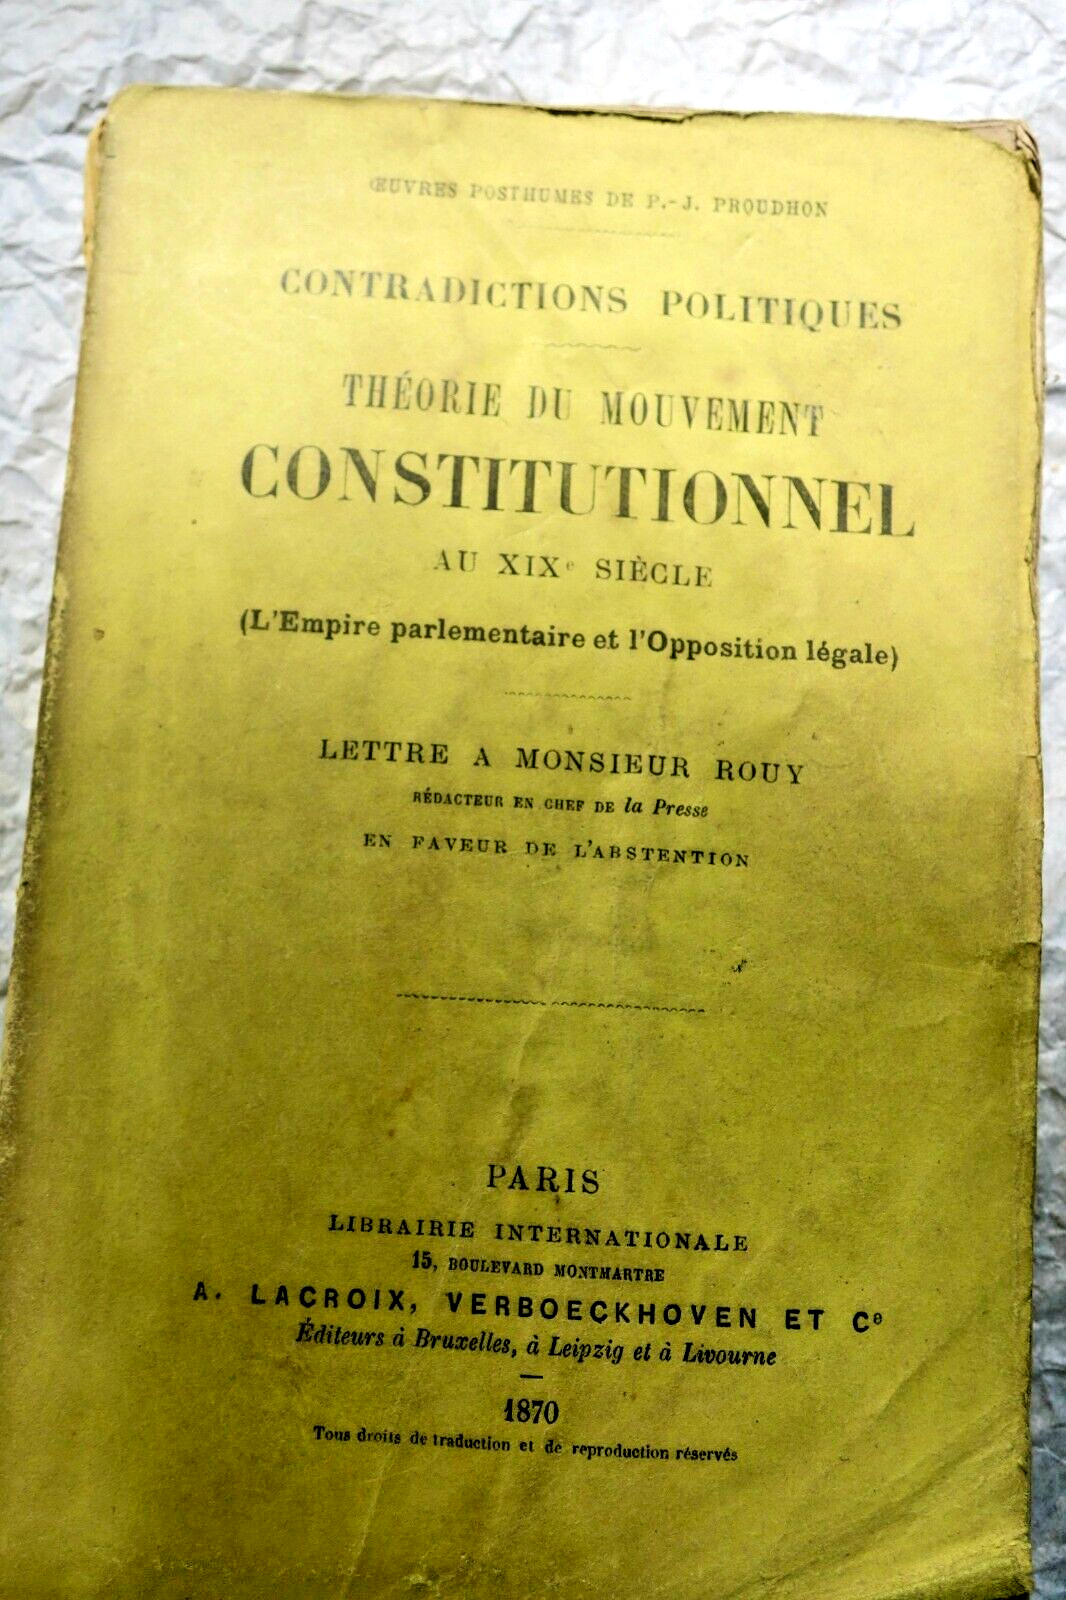 ŒUVRES POSTHUMES DE P.-J. PROUDHON
CONTRADICTIONS POLITIQUES
THÉORIE DU MOUVEMENT
CONSTITUTIONNEL
AU XIXe SIÈCLE
(L'Empire parlementaire et l'Opposition légale)
LETTRE A MONSIEUR ROUY
RÉDACTEUR EN CHEF DE la Presse
EN FAVEUR DE L'ABSTENTION
PARIS
LIBRAIRIE INTERNATIONALE
15, BOULEVARD MONTMARTRE
A. LACROIX, VERBOECKHOVEN ET Ce
Éditeurs à Bruxelles, à Leipzig et à Livourne
1870
Tous droits de traduction et de reproduction réservés